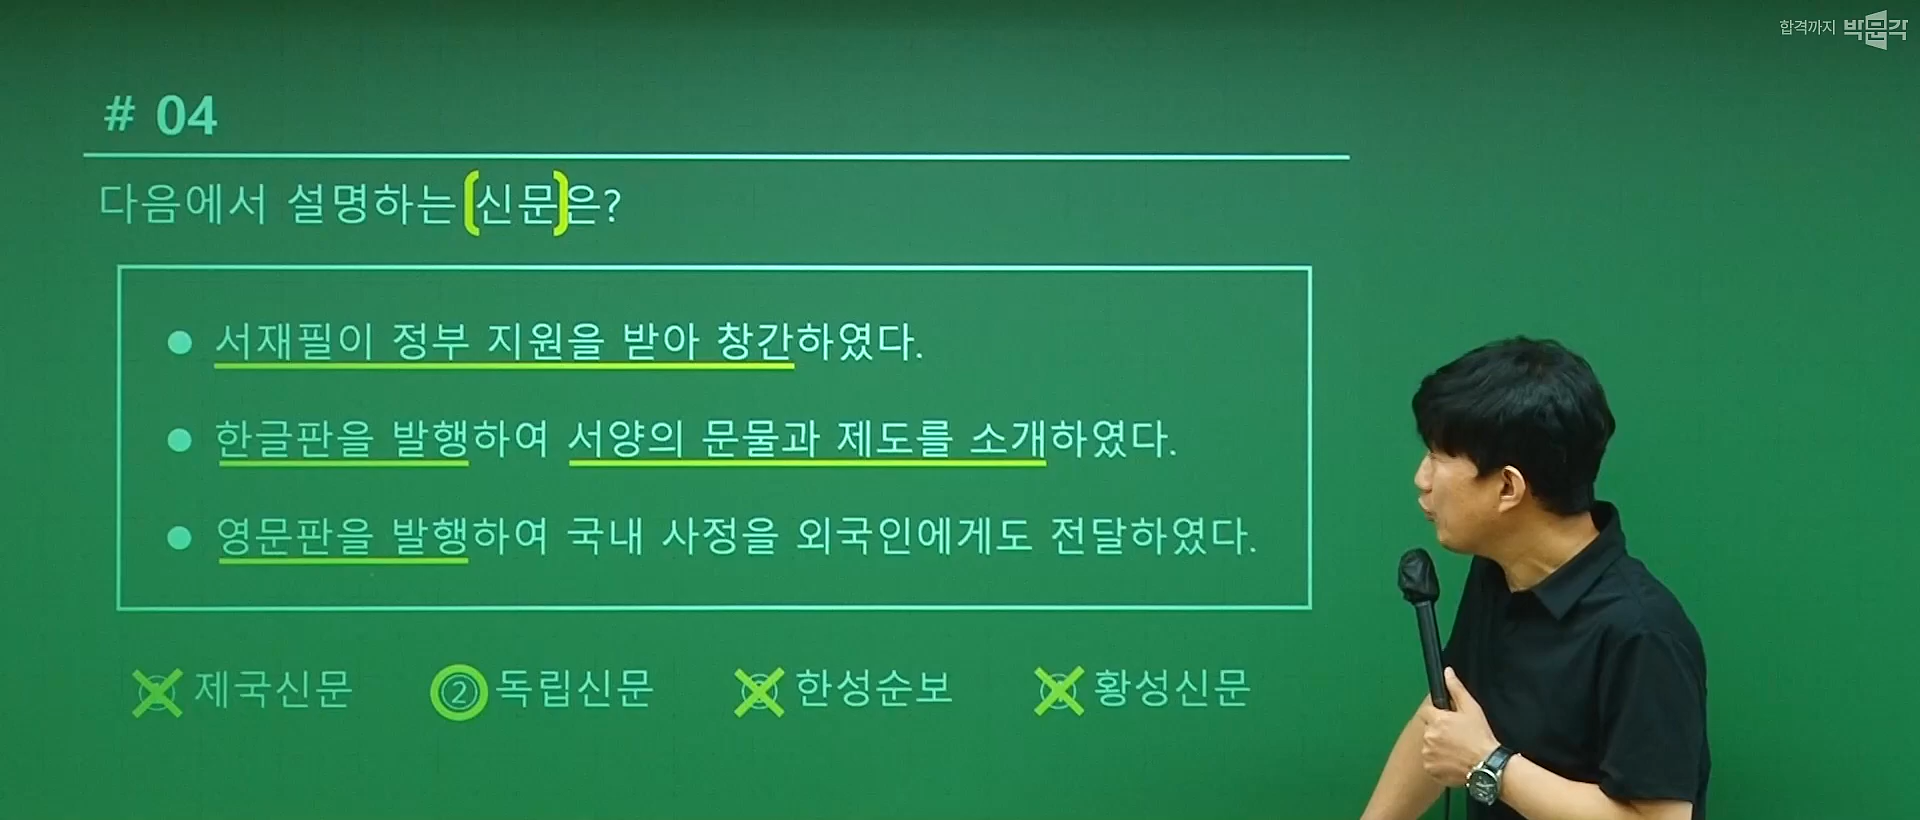 합격까지 박문각
# 04
다음에서 설명하는 신문은?
● 서재필이 정부 지원을 받아 창간하였다.
● 한글판을 발행하여 서양의 문물과 제도를 소개하였다.
● 영문판을 발행하여 국내 사정을 외국인에게도 전달하였다.
제국신문 ② 독립신문 한성순보 황성신문